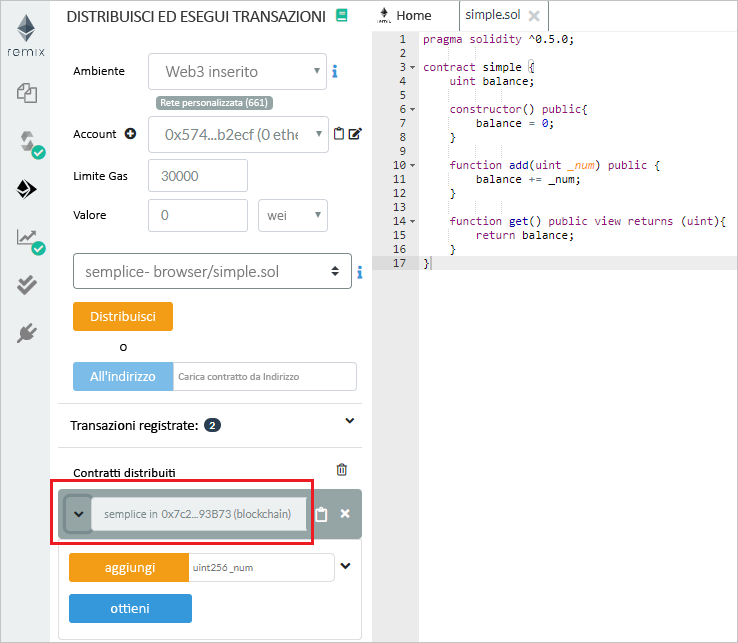 remix
DISTRIBUISCI ED ESEGUI TRANSAZIONI
Ambiente
Web3 inserito
i
Rete personalizzata (661)
Account
0x574...b2ecf (0 ethe
Limite Gas
30000
Valore
0
wei
semplice- browser/simple.sol
i
Distribuisci
o
All'indirizzo
Carica contratto da Indirizzo
Transazioni registrate: 2
Contratti distribuiti
semplice in 0x7c2...93B73 (blockchain)
aggiungi
uint256 _num
ottieni
Home
simple.sol
1 pragma solidity ^0.5.0;
2
3 contract simple {
4 uint balance;
5
6 constructor() public{
7 balance = 0;
8 }
9
10 function add(uint _num) public {
11 balance += _num;
12 }
13
14 function get() public view returns (uint){
15 return balance;
16 }
17 }